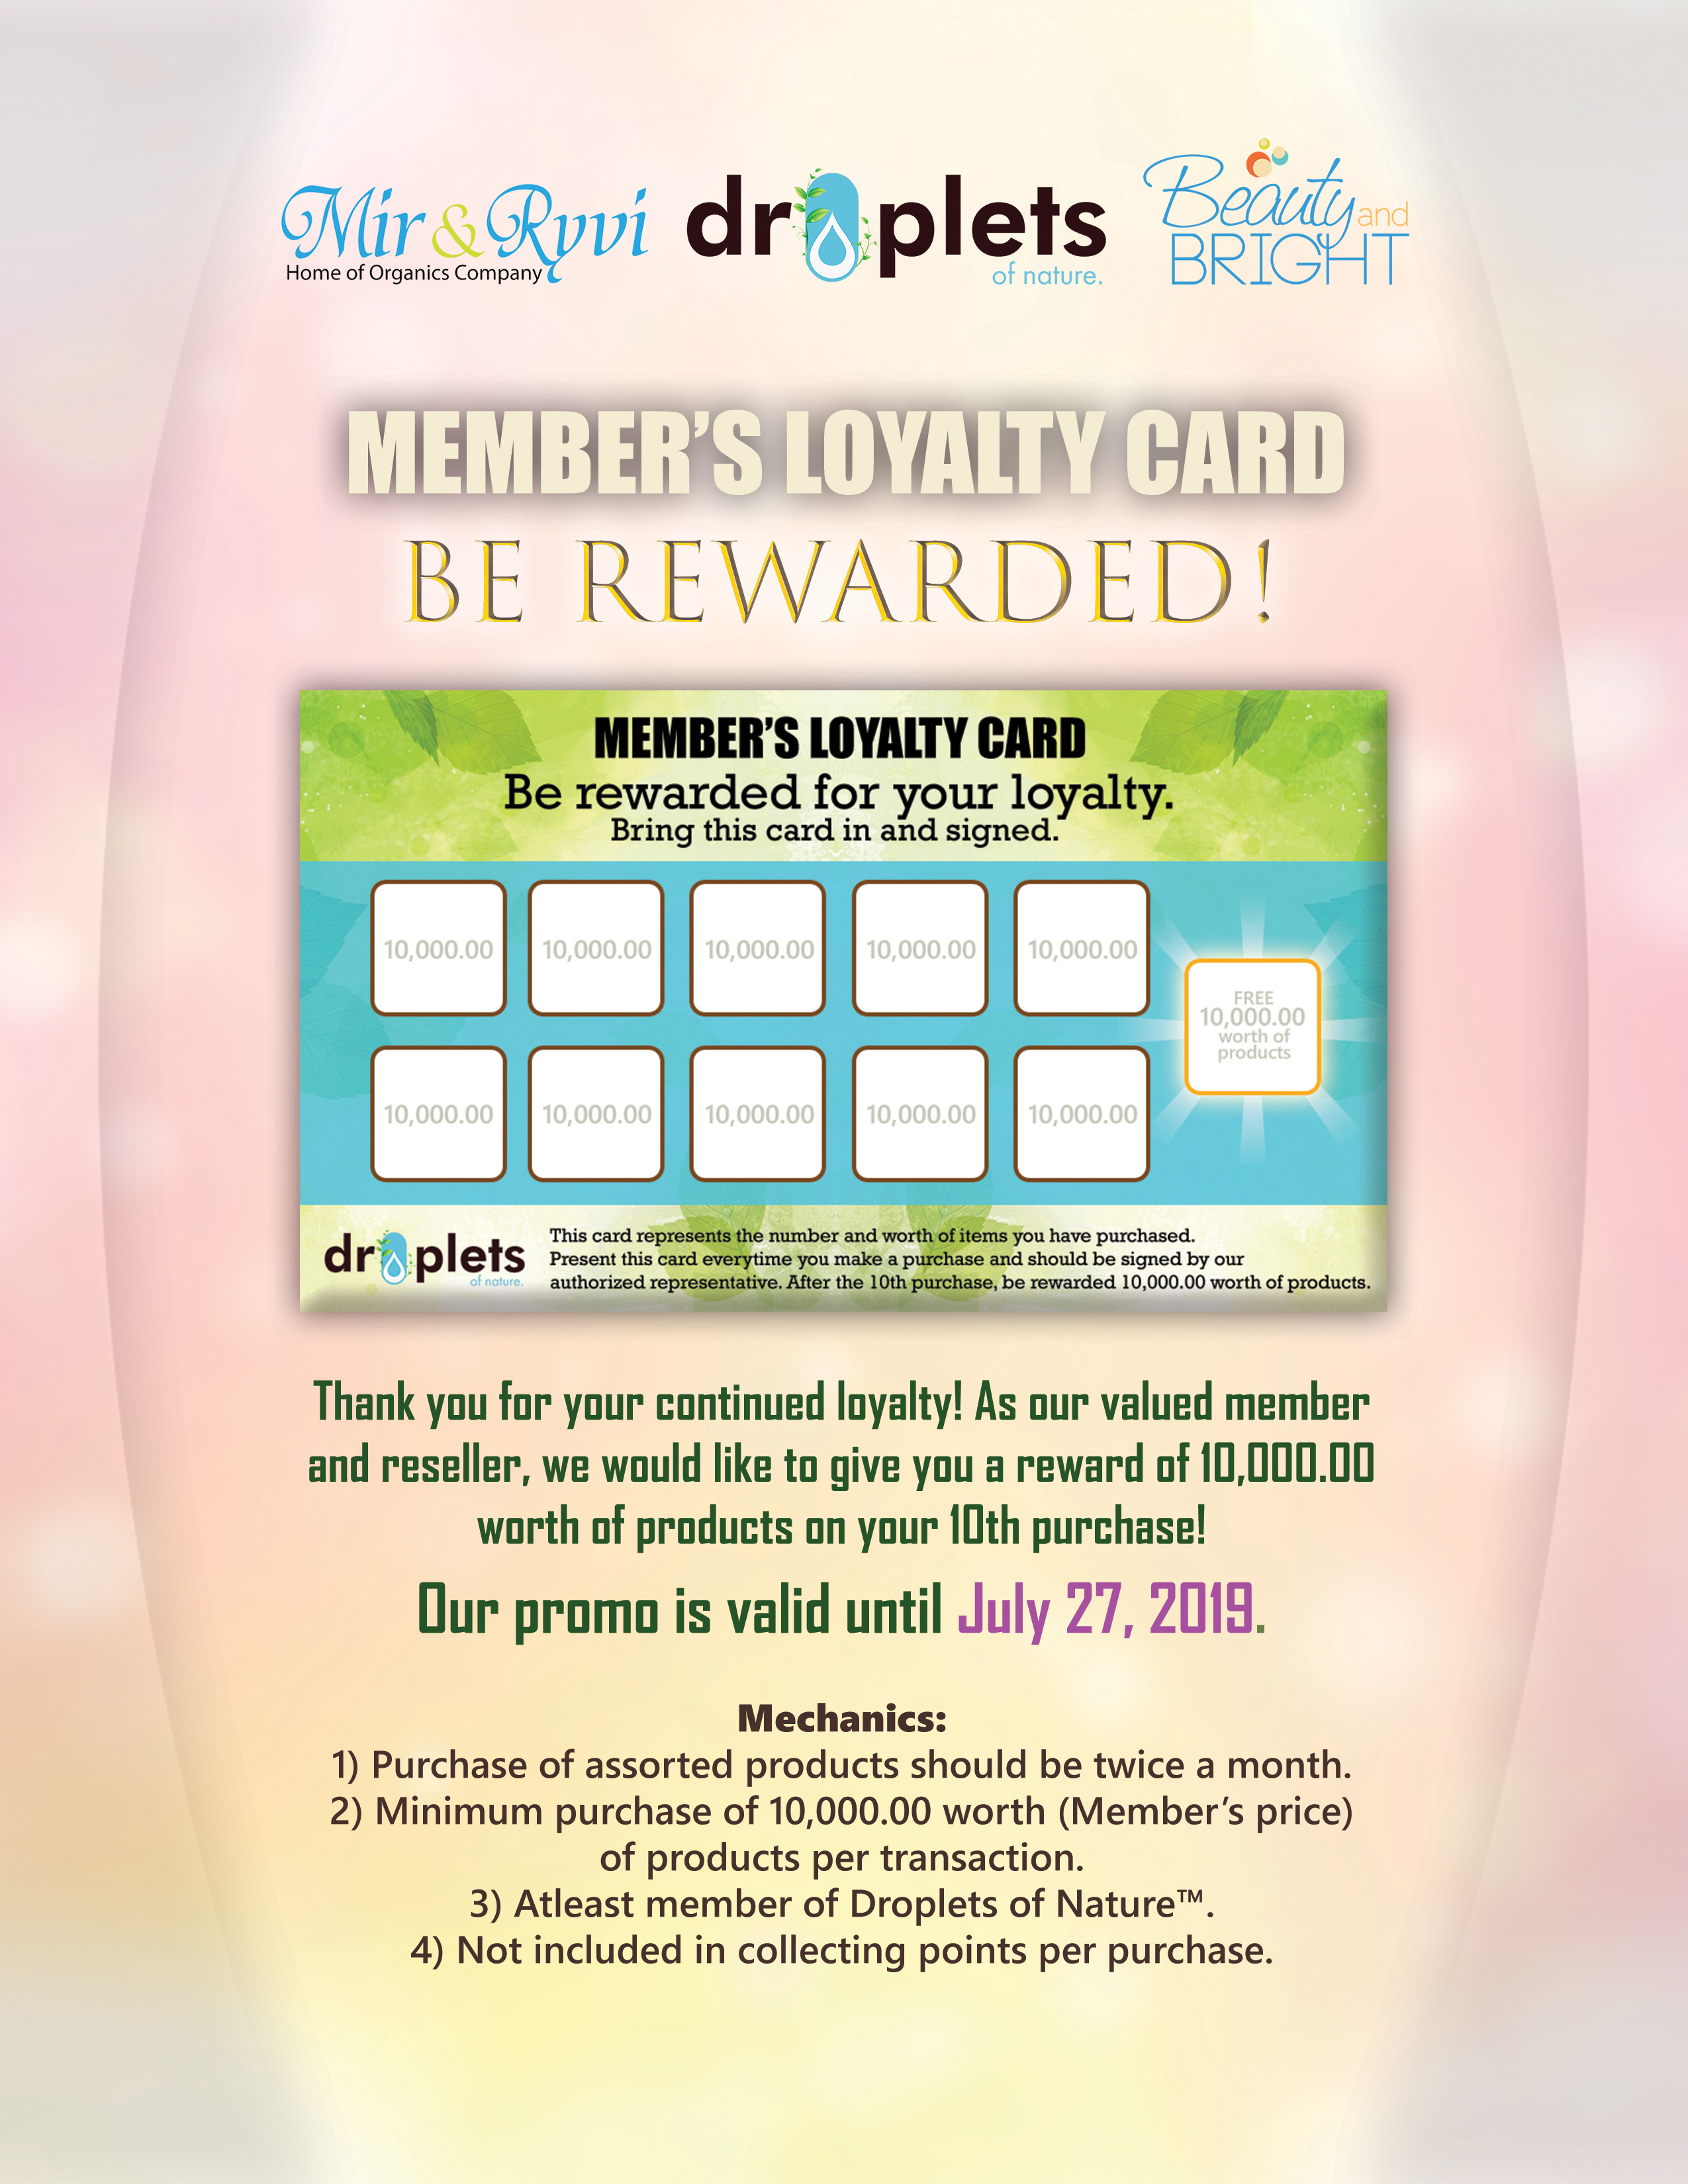 Mir & Ryvi
Home of Organics Company
droplets
of nature.
Beauty and
BRIGHT
MEMBER'S LOYALTY CARD
BE REWARDED!
MEMBER'S LOYALTY CARD
Be rewarded for your loyalty.
Bring this card in and signed.
10,000.00 10,000.00 10,000.00 10,000.00 10,000.00
FREE
10,000.00
worth of
products
10,000.00 10,000.00 10,000.00 10,000.00 10,000.00
droplets
of nature.
This card represents the number and worth of items you have purchased.
Present this card everytime you make a purchase and should be signed by our
authorized representative. After the 10th purchase, be rewarded 10,000.00 worth of products.
Thank you for your continued loyalty! As our valued member
and reseller, we would like to give you a reward of 10,000.00
worth of products on your 10th purchase!
Our promo is valid until July 27, 2019.
Mechanics:
1) Purchase of assorted products should be twice a month.
2) Minimum purchase of 10,000.00 worth (Member's price)
of products per transaction.
3) Atleast member of Droplets of Nature™.
4) Not included in collecting points per purchase.